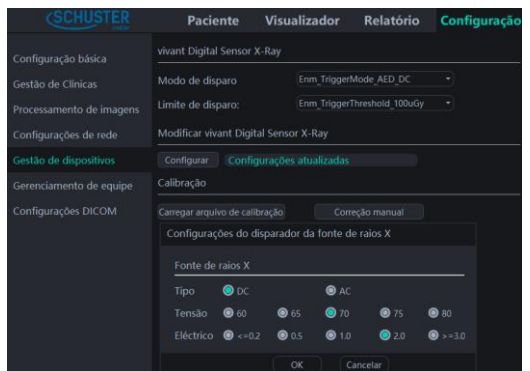 SCHUSTER Paciente Visualizador Relatório Configuração
vivant Digital Sensor X-Ray
Configuração básica
Modo de disparo Enm_TriggerMode_AED_DC
Gestão de Clínicas
Limite de disparo: Enm_TriggerThreshold_100uGy
Processamento de imagens
Configurações de rede
Modificar vivant Digital Sensor X-Ray
Gestão de dispositivos
Configurar Configurações atualizadas
Gerenciamento de equipe
Calibração
Configurações DICOM
Carregar arquivo de calibração Correção manual
Configurações do disparador da fonte de raios X
Fonte de raios X
Tipo DC AC
Tensão 60 65 70 75 80
Eléctrico <=0.2 0.5 1.0 2.0 >=3.0
OK Cancelar